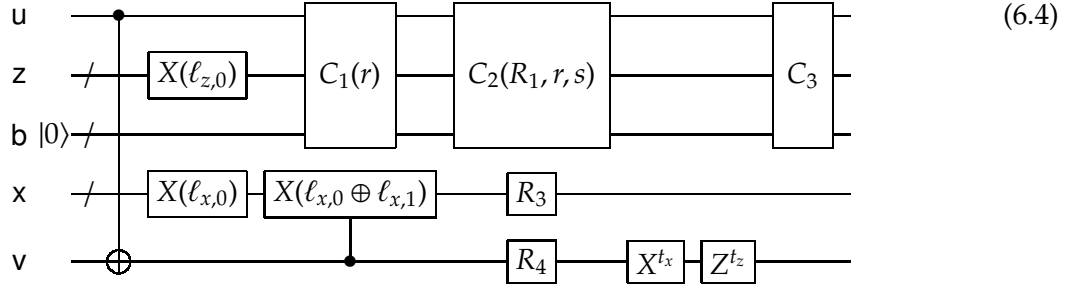 u (6.4)
z / X(ℓ_{z,0}) C_1(r) C_2(R_1, r, s) C_3
b |0⟩ /
x / X(ℓ_{x,0}) X(ℓ_{x,0} ⊕ ℓ_{x,1}) R_3
v R_4 X^{t_x} Z^{t_z}